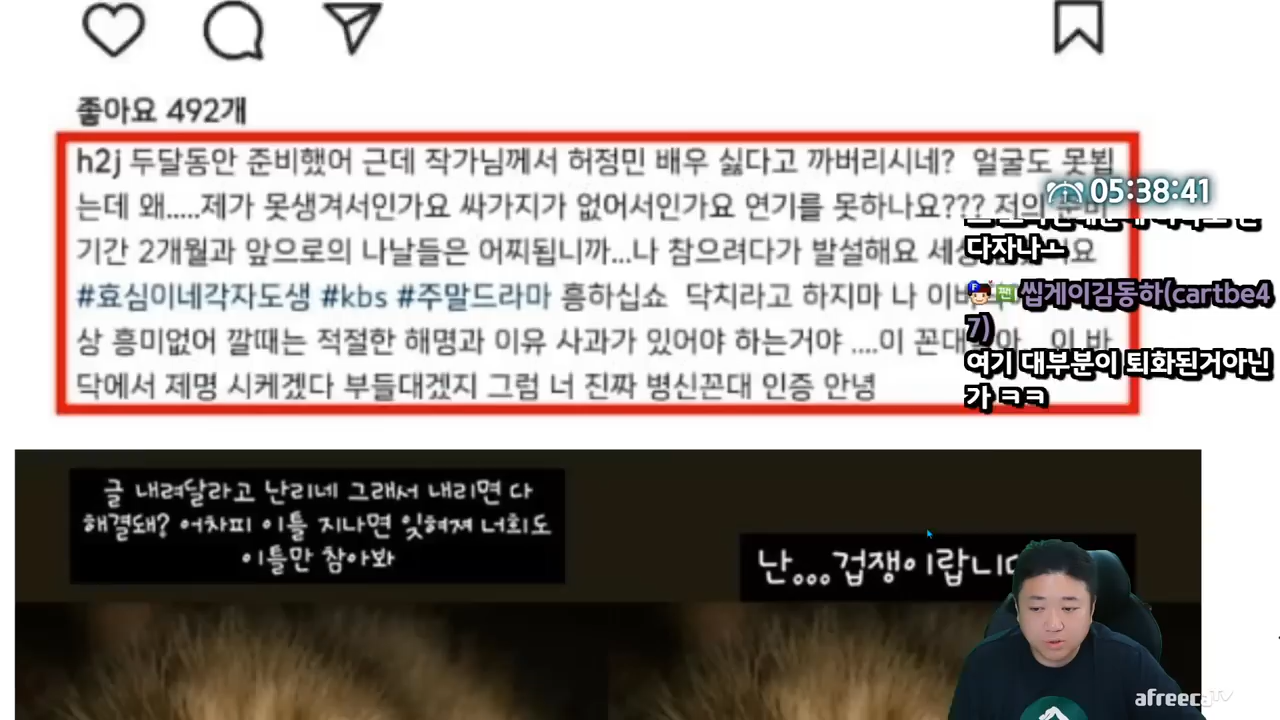 좋아요 492개
h2j 두달동안 준비했어 근데 작가님께서 허정민 배우 싫다고 까버리시네? 얼굴도 못뵙
는데 왜.....제가 못생겨서인가요 싸가지가 없어서인가요 연기를 못하나요??? 저의
기간 2개월과 앞으로의 나날들은 어찌됩니까...나 참으려다가 발설해요
#효심이네각자도생 #kbs #주말드라마 흥하십쇼 닥치라고 하지마 나
상 흥미없어 깔때는 적절한 해명과 이유 사과가 있어야 하는거야 ....이 이 바
닥에서 제명 시케겠다 부들대겠지 그럼 너 진짜 병신꼰대 인증 안녕
05:38:41
다자나ㅗ
씹게이김동하(cartbe4
7)
여기 대부분이 퇴화된거아닌
가 ㅋㅋ
글 내려달라고 난리네 그래서 내리면 다
해결돼? 어차피 이틀 지나면 잊혀져 너희도
이틀만 참아봐
난...겁쟁이랍니
afreecaTV